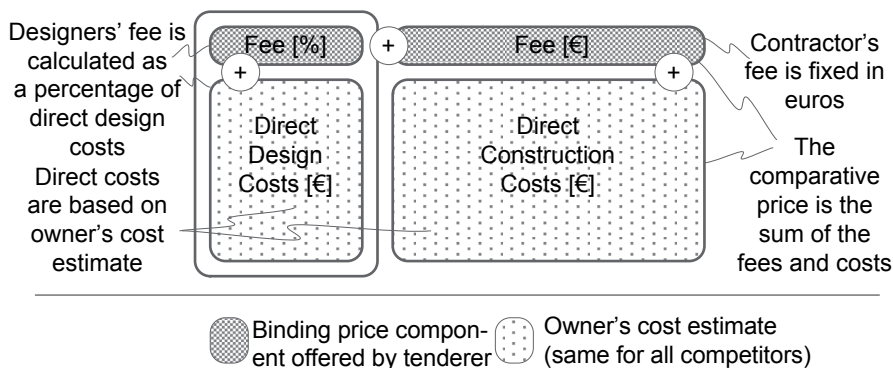 Designers’ fee is
calculated as
a percentage of
direct design
costs
Direct costs
are based on
owner’s cost
estimate
Fee [%]
+
Direct
Design
Costs [€]
+
Fee [€]
+
Direct
Construction
Costs [€]
Contractor’s
fee is fixed in
euros
The
comparative
price is the
sum of the
fees and costs
Binding price compon-
ent offered by tenderer
Owner’s cost estimate
(same for all competitors)